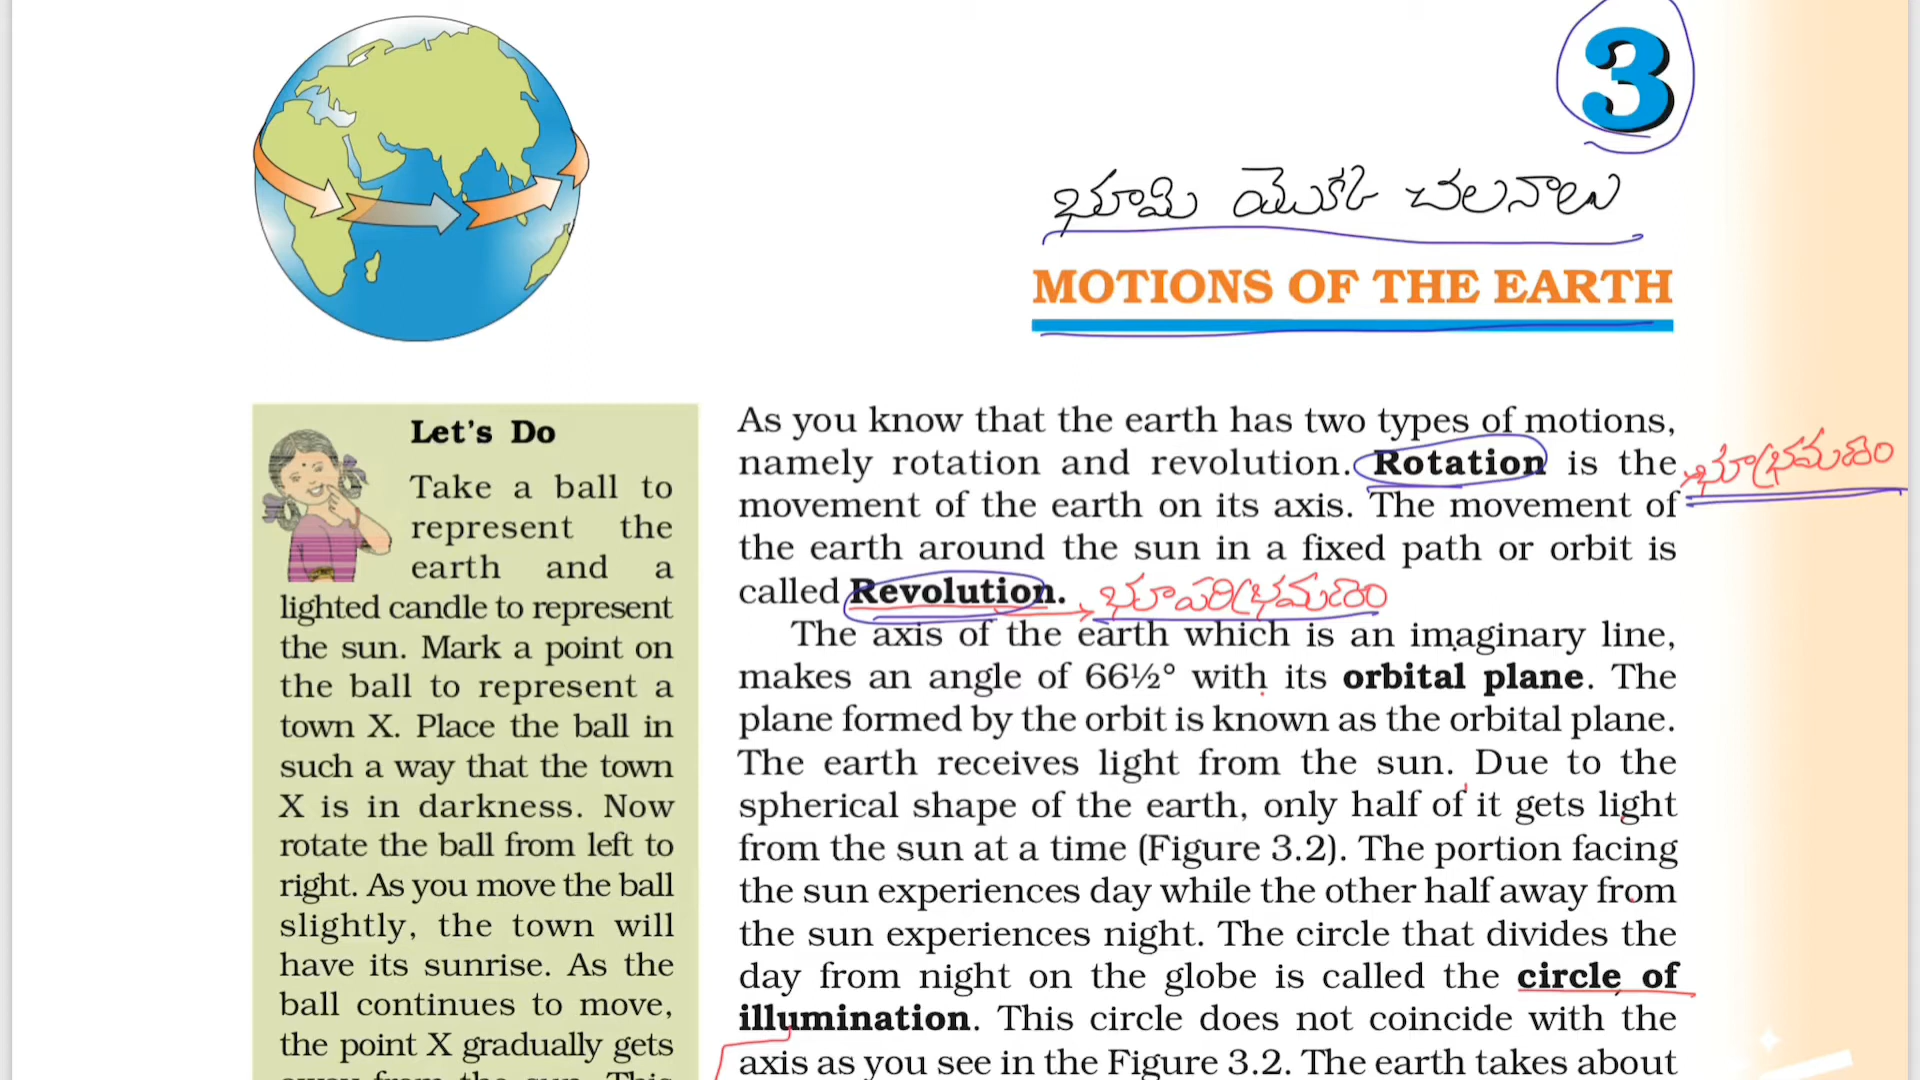 3
భూమి యొక్క చలనాలు
MOTIONS OF THE EARTH
Let's Do
Take a ball to
represent the
earth and a
lighted candle to represent
the sun. Mark a point on
the ball to represent a
town X. Place the ball in
such a way that the town
X is in darkness. Now
rotate the ball from left to
right. As you move the ball
slightly, the town will
have its sunrise. As the
ball continues to move,
the point X gradually gets
away from the sun. This
As you know that the earth has two types of motions,
namely rotation and revolution. Rotation is the
భూభ్రమణం
movement of the earth on its axis. The movement of
the earth around the sun in a fixed path or orbit is
called Revolution. భూపరిభ్రమణం
The axis of the earth which is an imaginary line,
makes an angle of 66½° with its orbital plane. The
plane formed by the orbit is known as the orbital plane.
The earth receives light from the sun. Due to the
spherical shape of the earth, only half of it gets light
from the sun at a time (Figure 3.2). The portion facing
the sun experiences day while the other half away from
the sun experiences night. The circle that divides the
day from night on the globe is called the circle of
illumination. This circle does not coincide with the
axis as you see in the Figure 3.2. The earth takes about